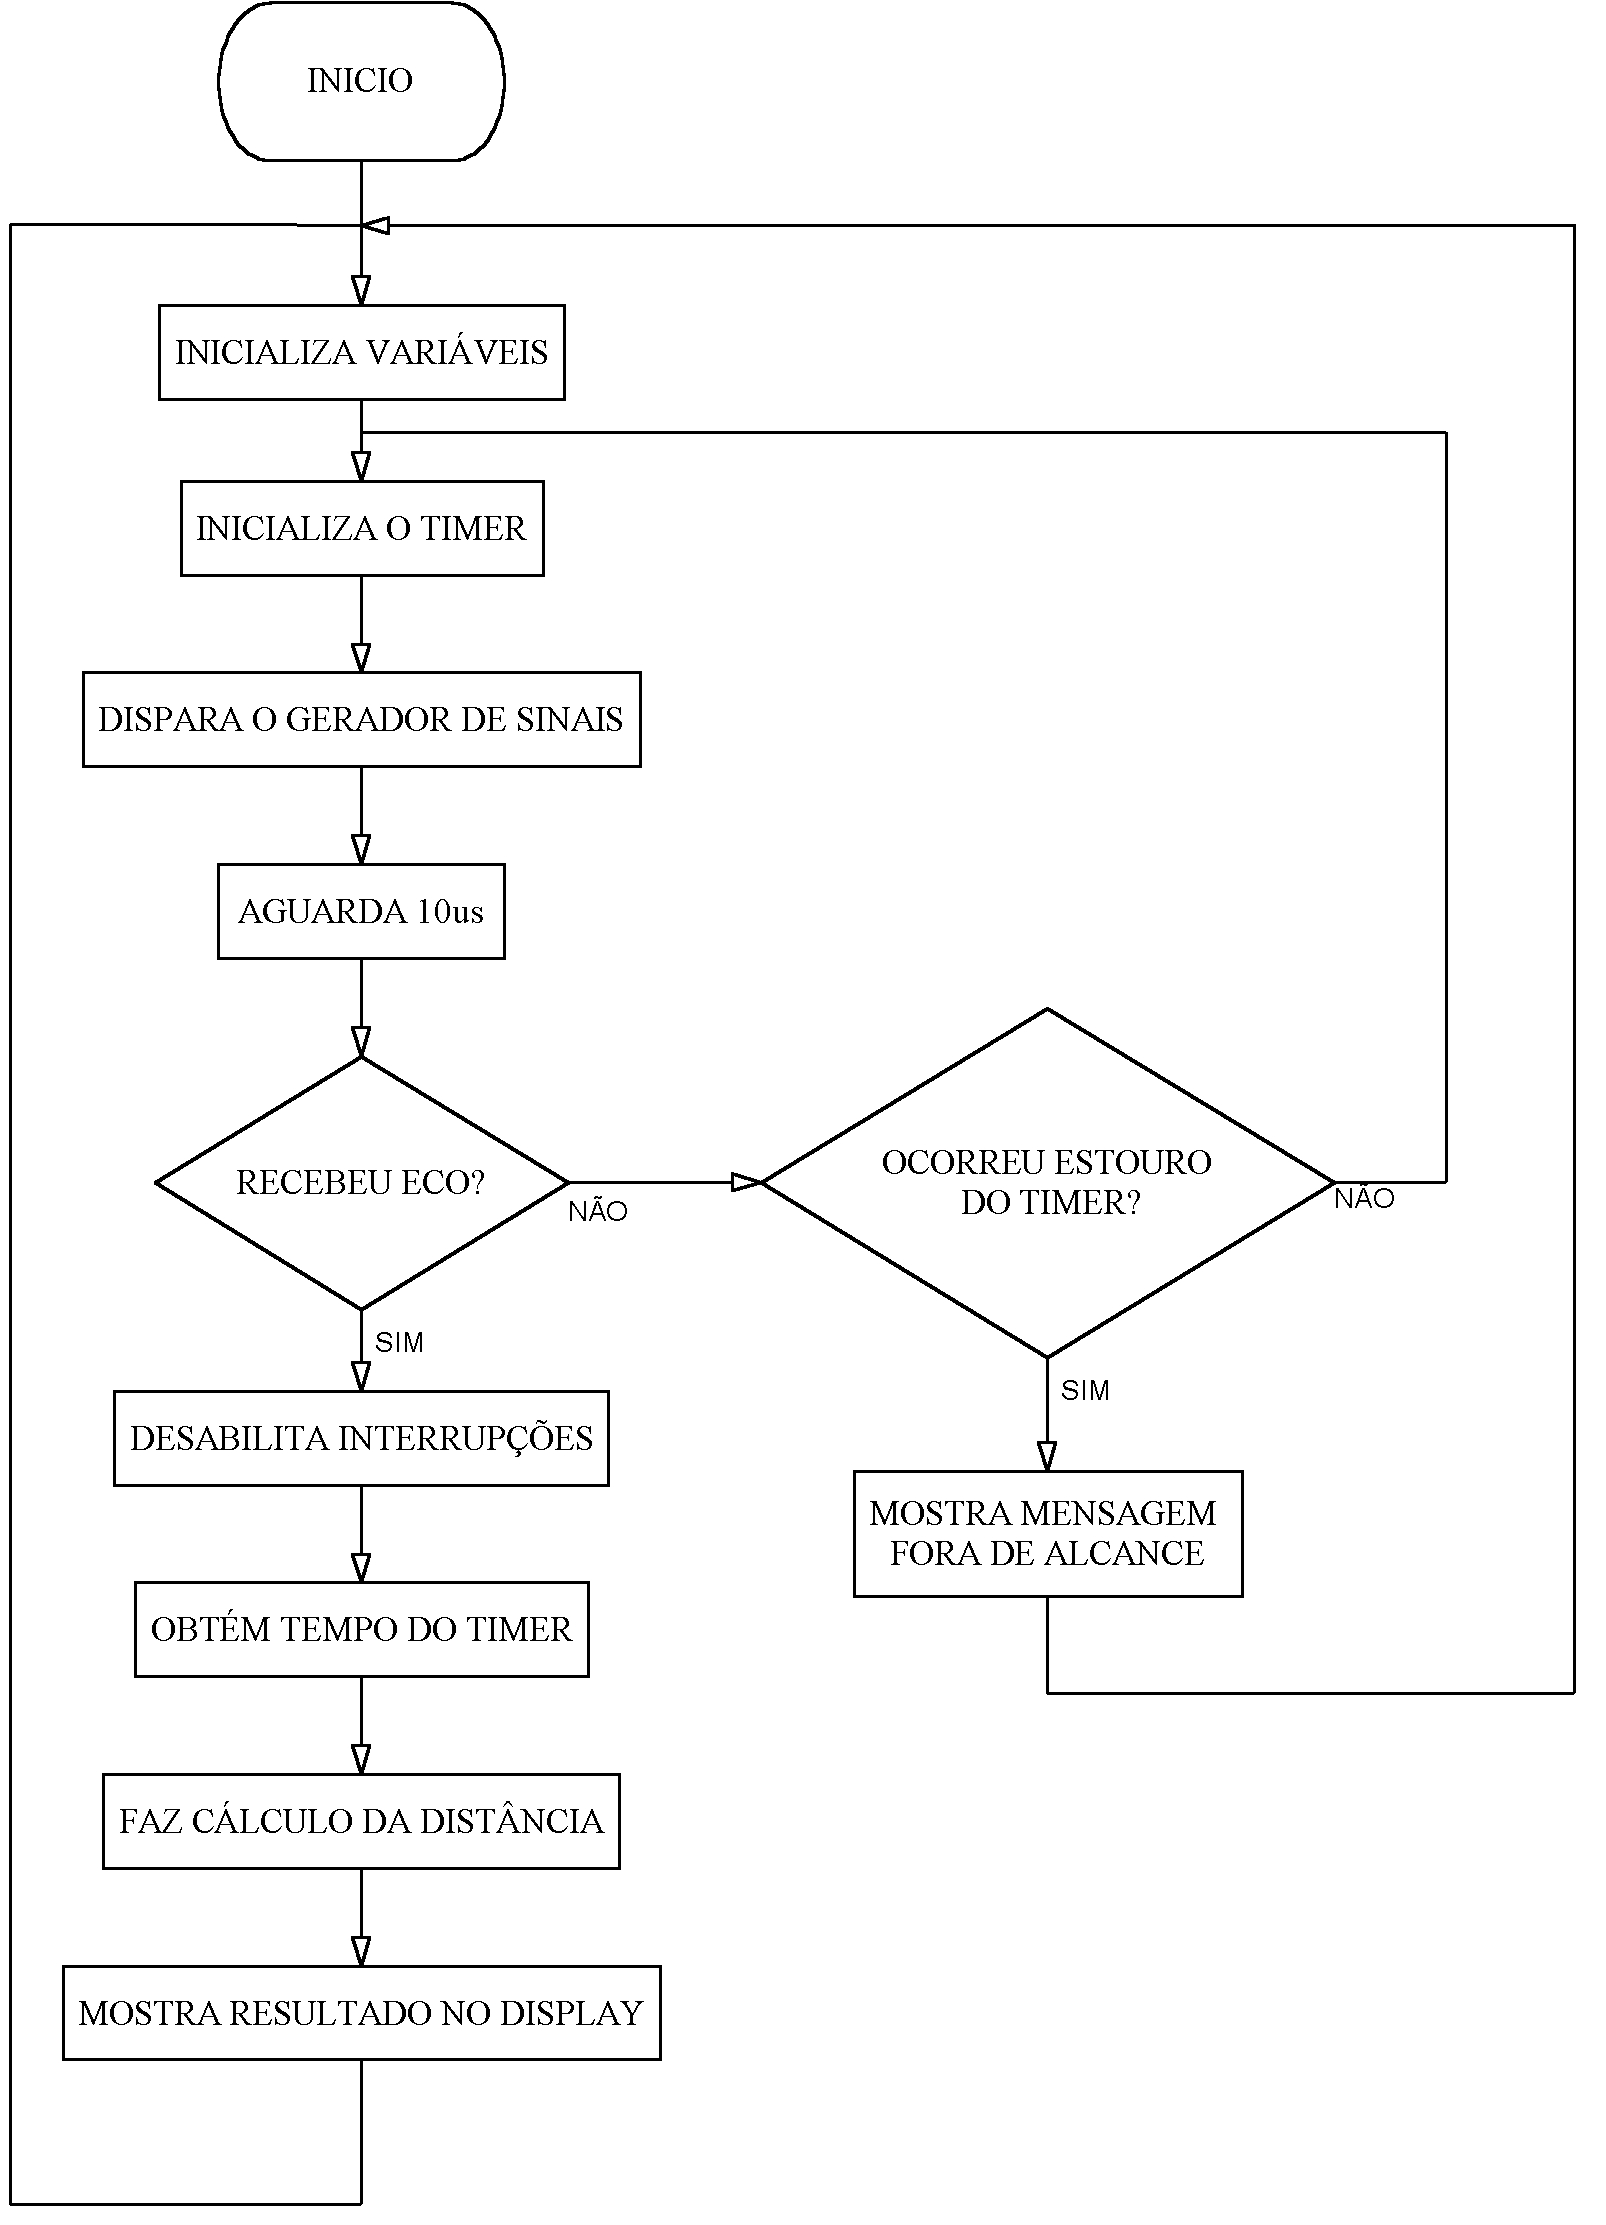 INICIO
INICIALIZA VARIÁVEIS
INICIALIZA O TIMER
DISPARA O GERADOR DE SINAIS
AGUARDA 10us
RECEBEU ECO?
NÃO
OCORREU ESTOURO
DO TIMER?
NÃO
SIM
SIM
DESABILITA INTERRUPÇÕES
MOSTRA MENSAGEM
FORA DE ALCANCE
OBTÉM TEMPO DO TIMER
FAZ CÁLCULO DA DISTÂNCIA
MOSTRA RESULTADO NO DISPLAY